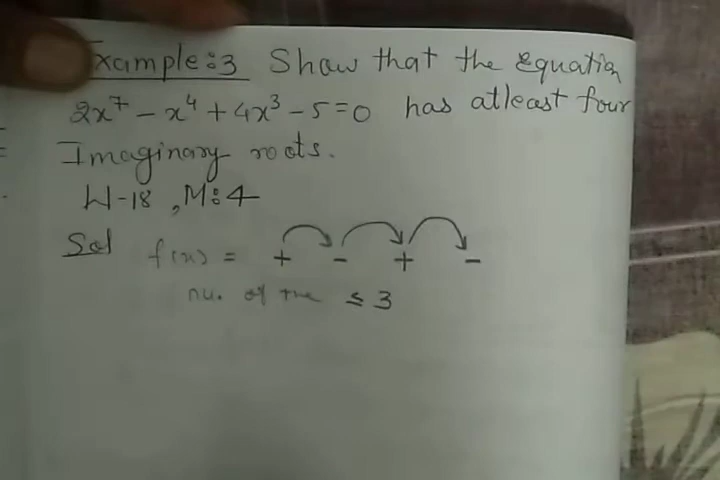 Example:3 Show that the Equation
2x⁷ - x⁴ + 4x³ - 5 = 0 has atleast four
Imaginary roots.
W-18, M:4
Sol f(x) = + - + -
nu. of +ve ≤ 3